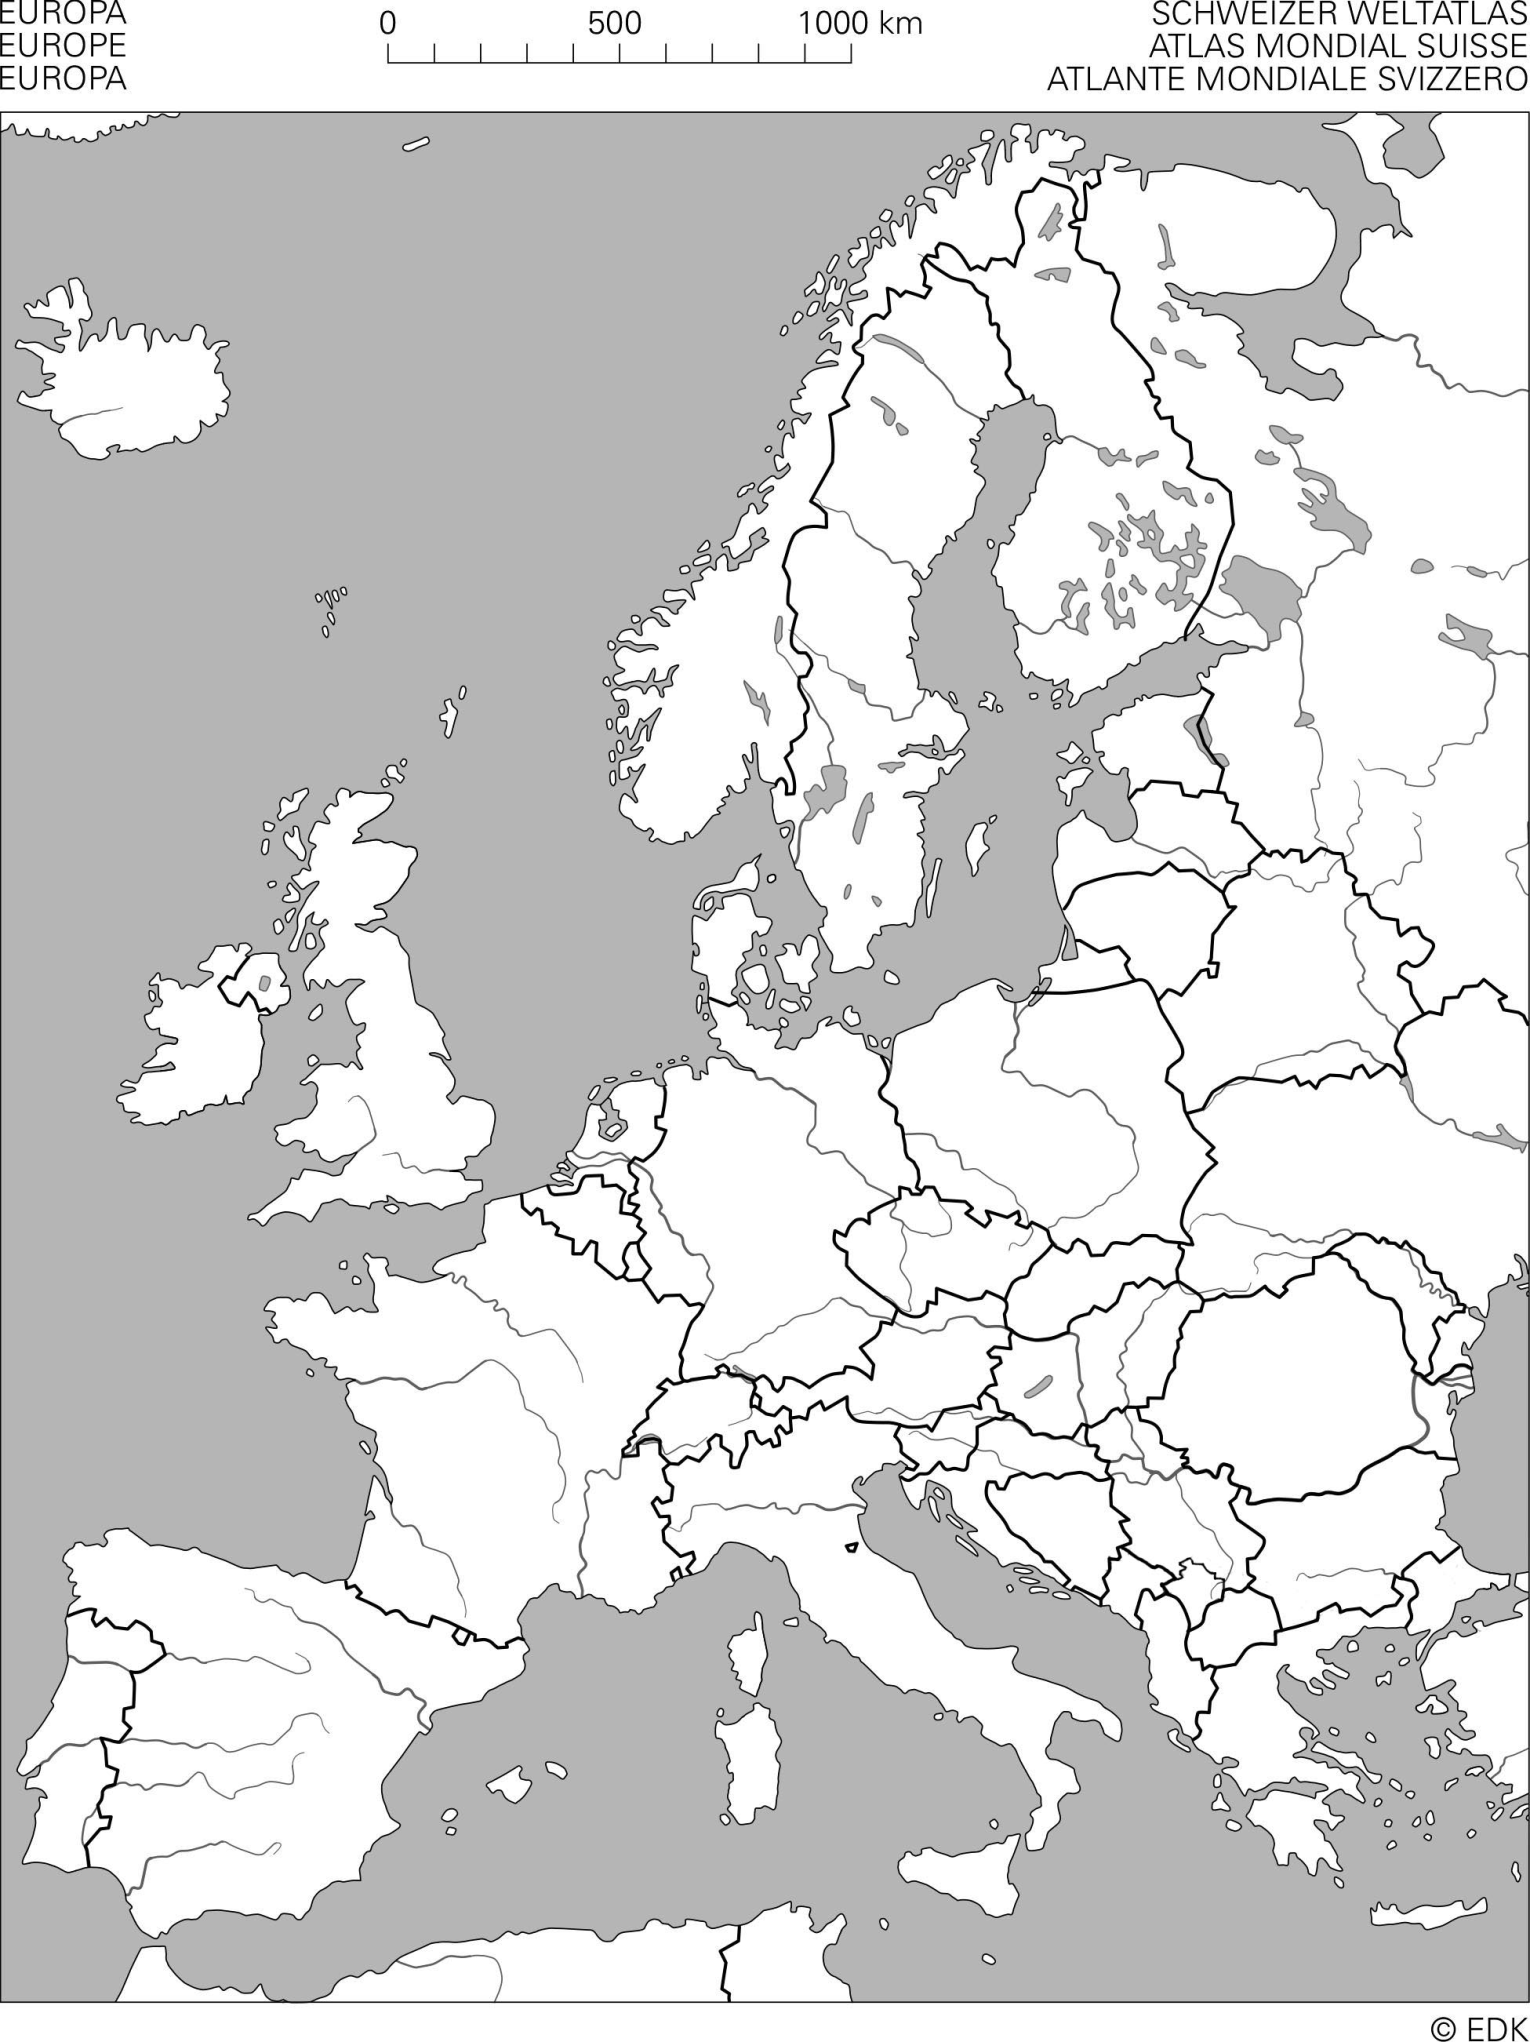 EUROPA
EUROPE
EUROPA
0 500 1000 km
SCHWEIZER WELTATLAS
ATLAS MONDIAL SUISSE
ATLANTE MONDIALE SVIZZERO
© EDK